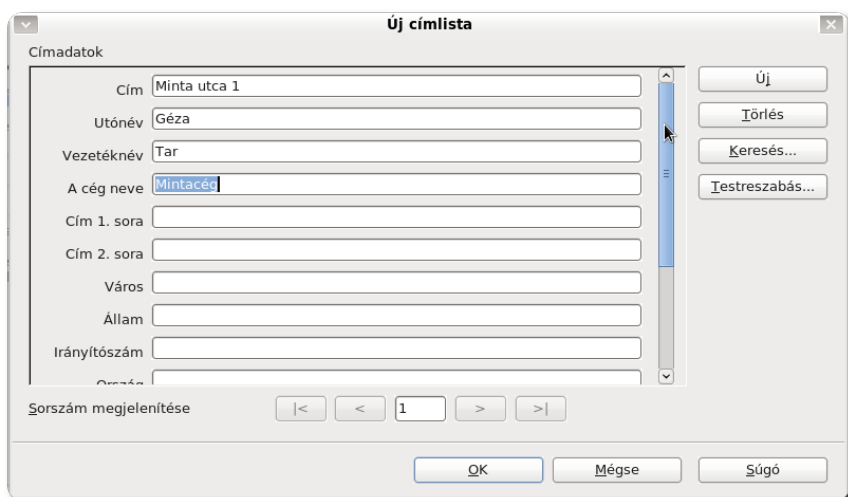 Új címlista
Címadatok
Cím Minta utca 1
Utónév Géza
Vezetéknév Tar
A cég neve Mintacég
Cím 1. sora
Cím 2. sora
Város
Állam
Irányítószám
Ország
Új
Törlés
Keresés...
Testreszabás...
Sorszám megjelenítése |< < 1 > >|
OK Mégse Súgó